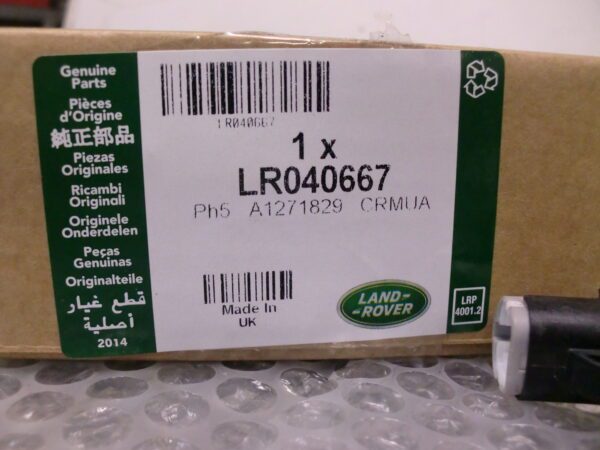 Genuine
Parts
Pièces
d'Origine
純正部品
Piezas
Originales
Ricambi
Originali
Originele
Onderdelen
Peças
Genuínas
Originalteile
قطع غيار
أصلية
2014
LR040667
1 x
LR040667
Ph5 A1271829 CRMUA
Made In
UK
LAND-
-ROVER
LRP
4001.2